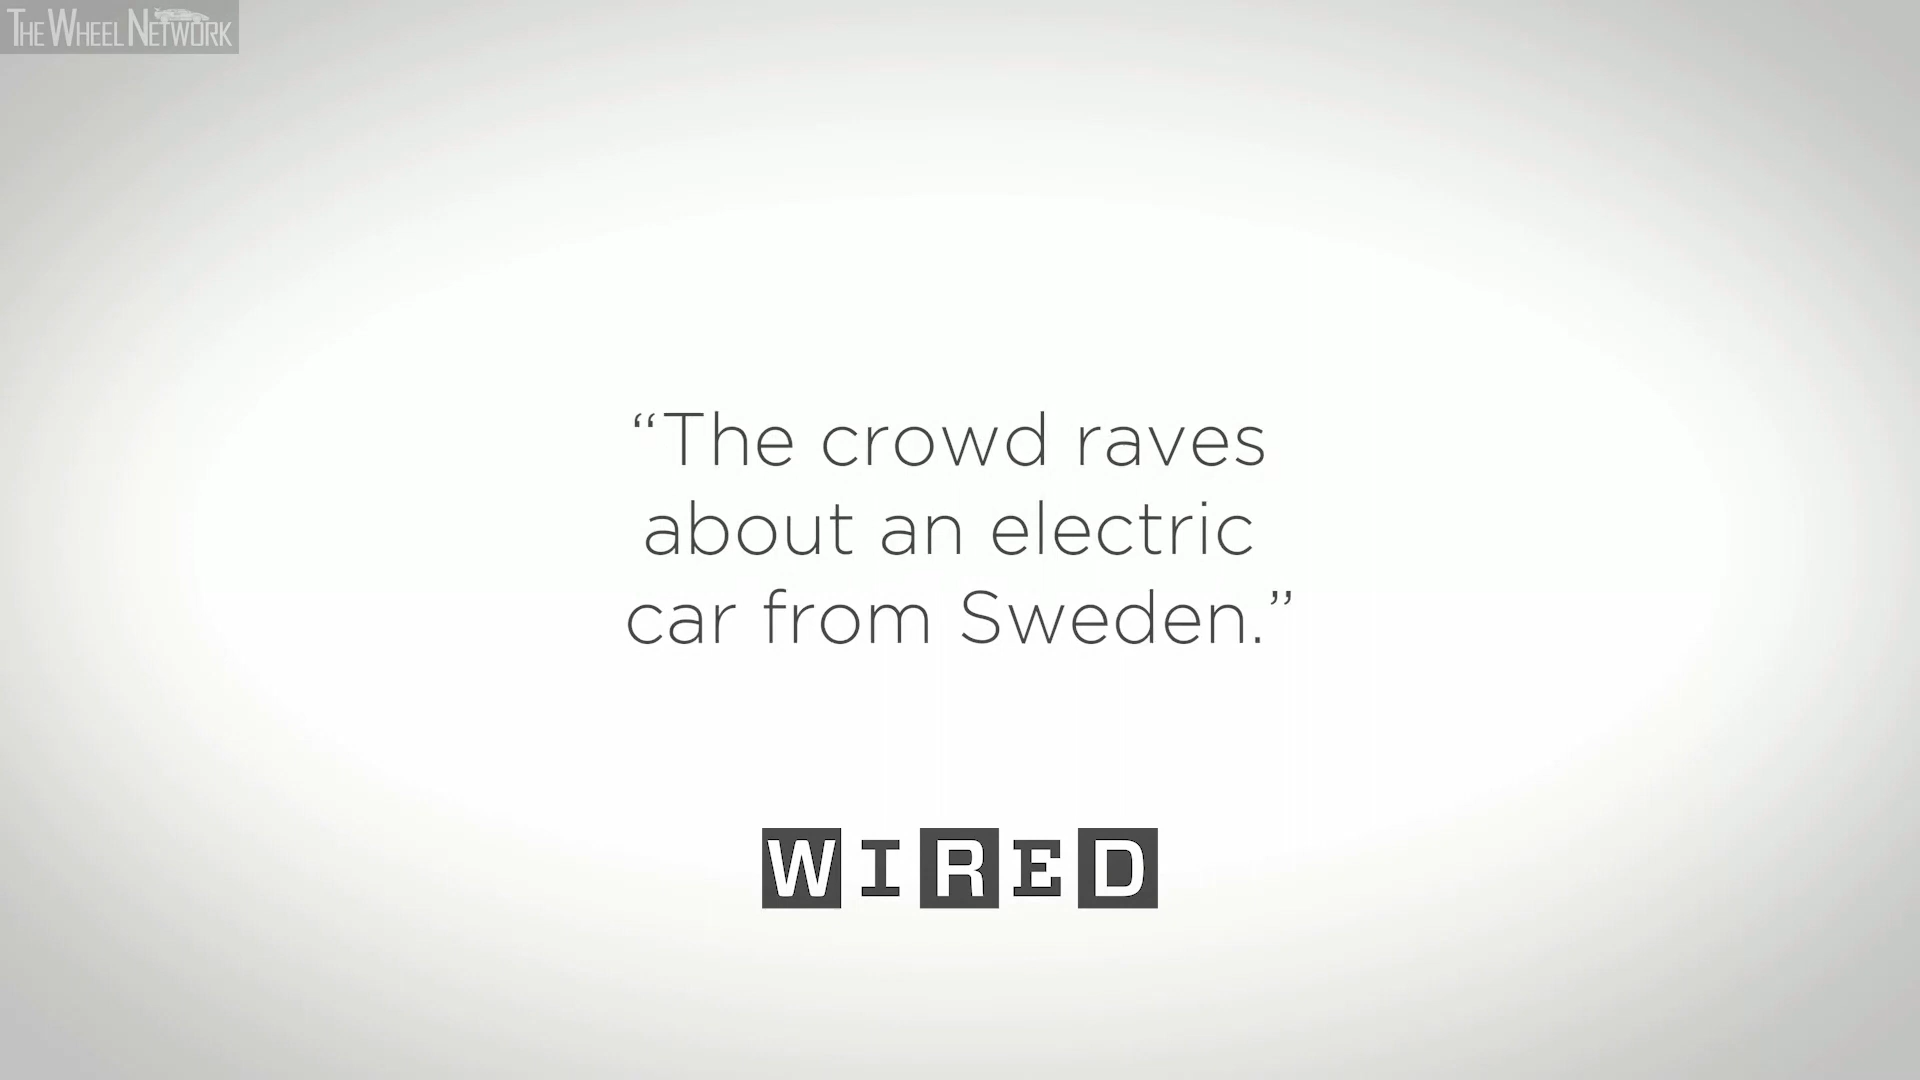 THE WHEEL NETWORK
“The crowd raves
about an electric
car from Sweden.”
WIRED